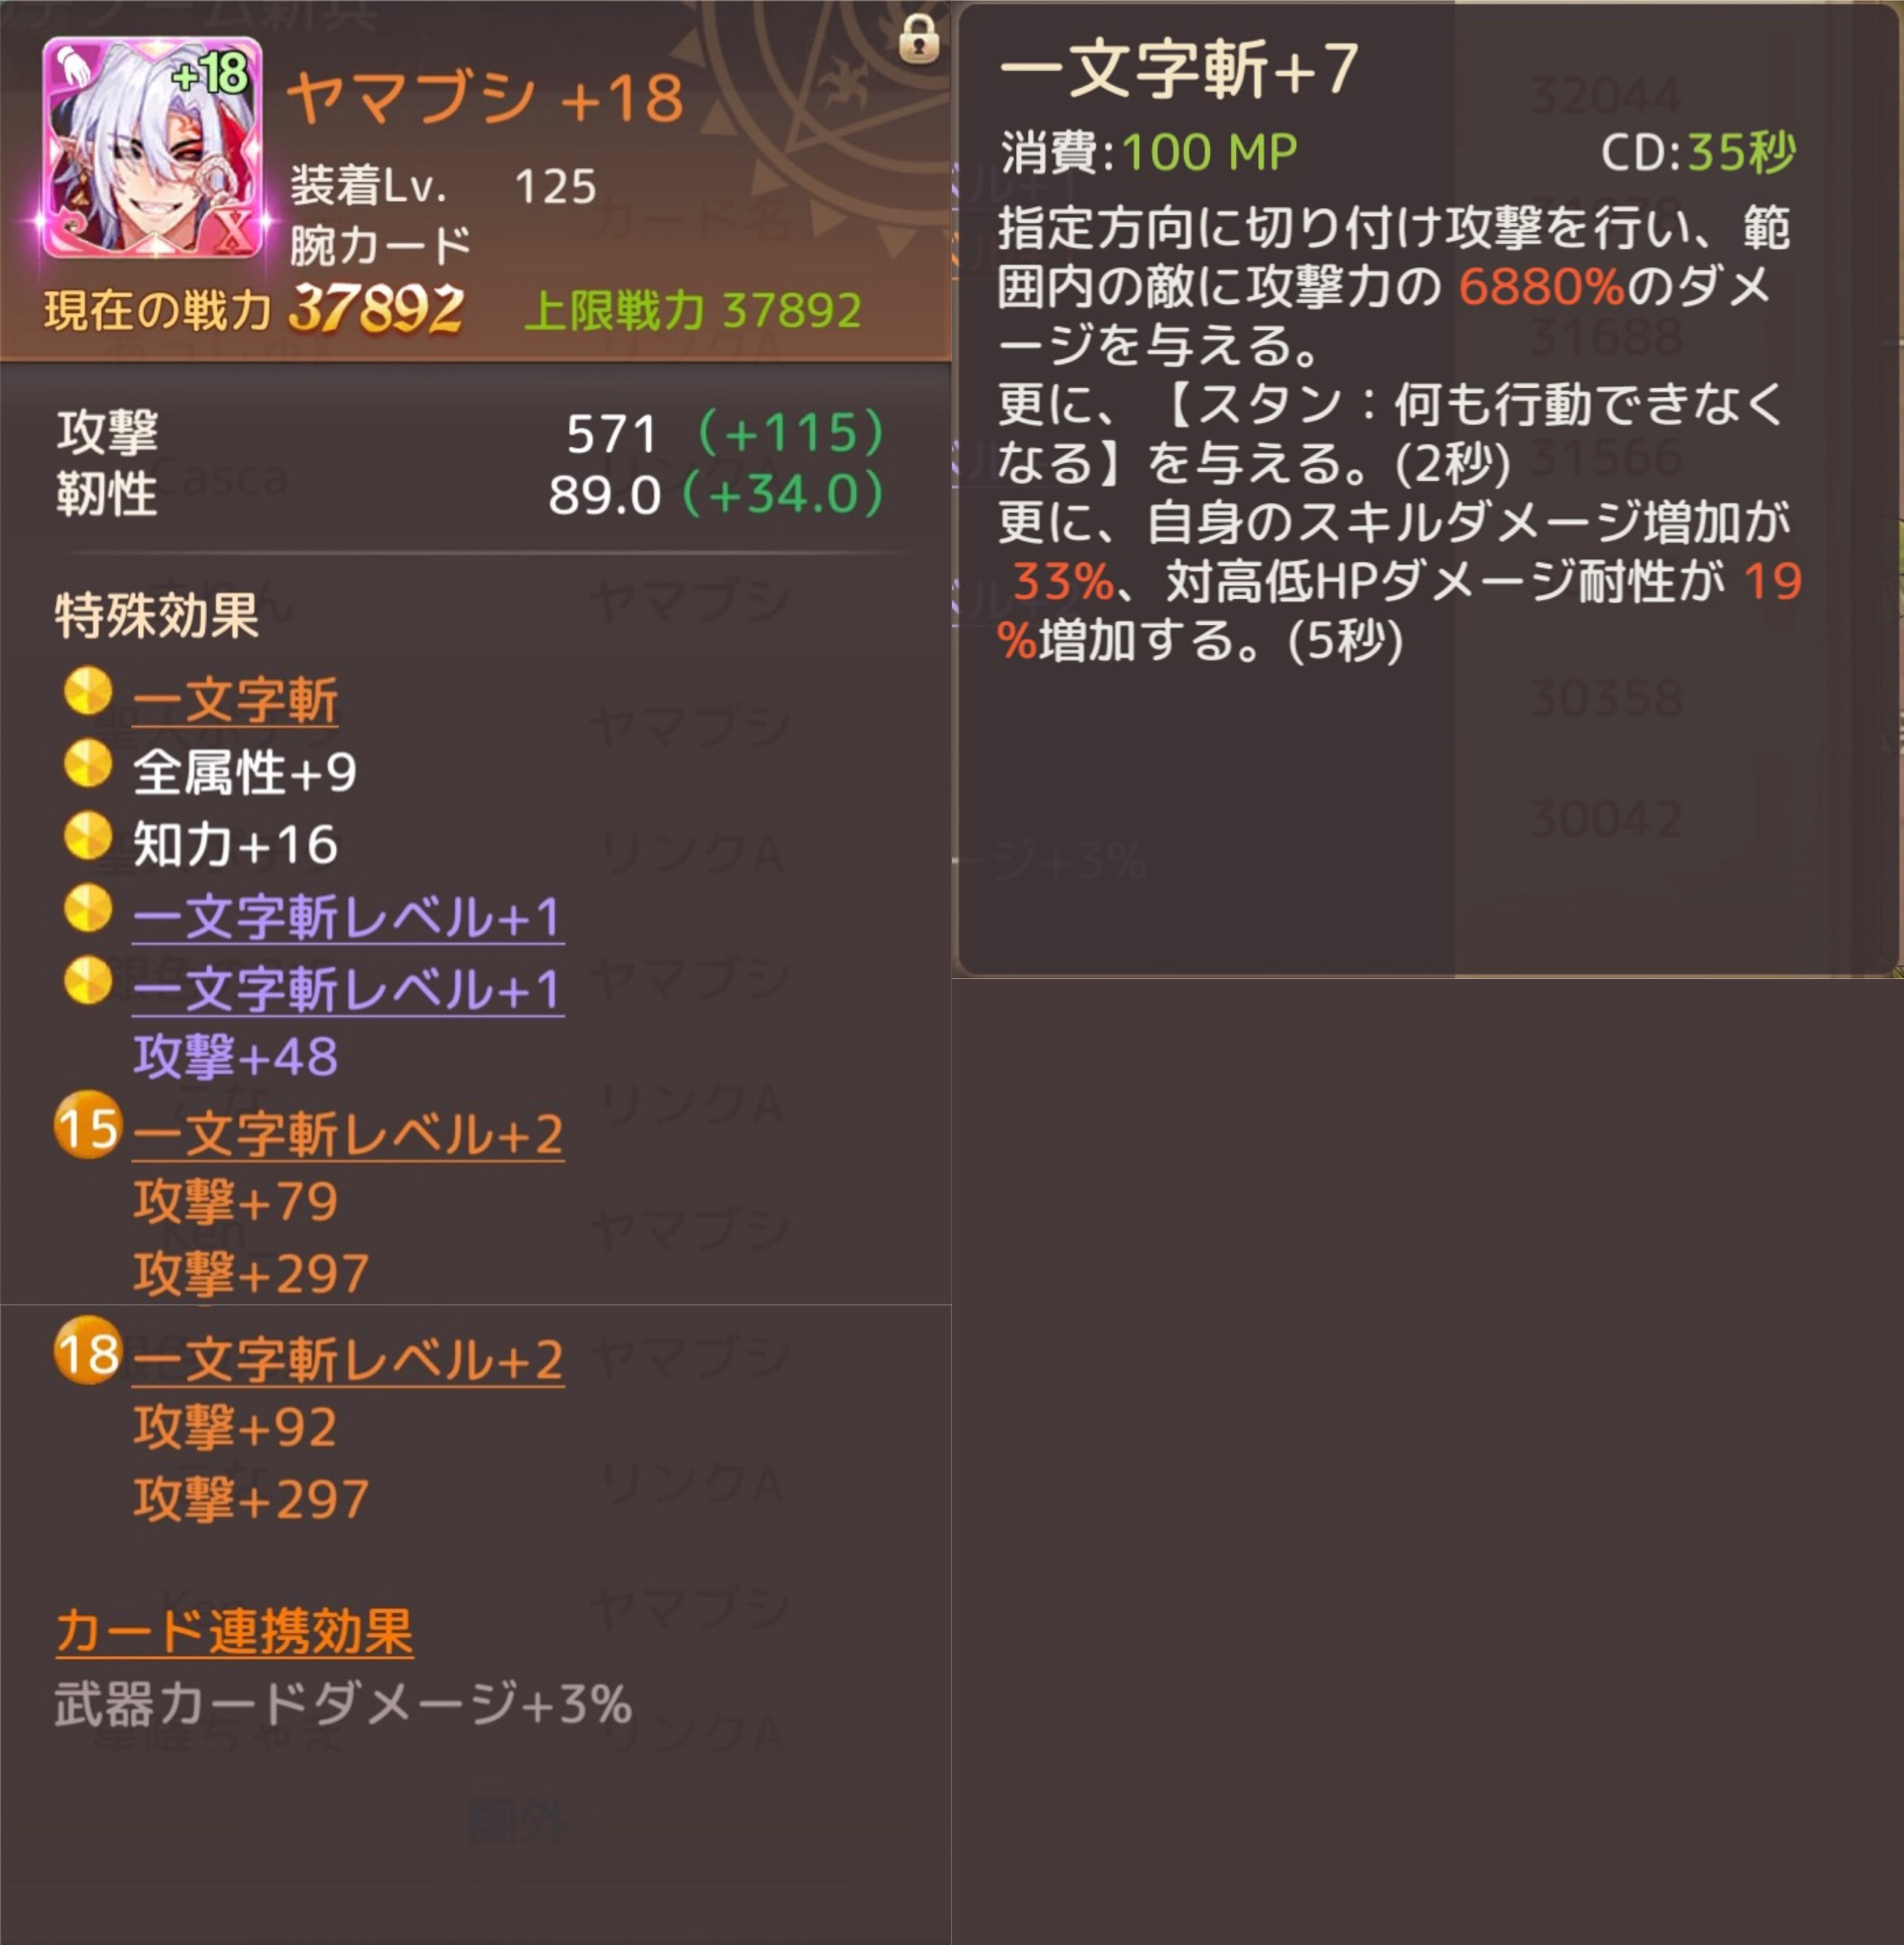 +18
ヤマブシ +18
装着Lv. 125
腕カード
X
現在の戦力 37892 上限戦力 37892
攻撃 571 (+115)
靭性 89.0 (+34.0)
特殊効果
一文字斬
全属性+9
知力+16
一文字斬レベル+1
一文字斬レベル+1
攻撃+48
15 一文字斬レベル+2
攻撃+79
攻撃+297
18 一文字斬レベル+2
攻撃+92
攻撃+297
カード連携効果
武器カードダメージ+3%
一文字斬+7
消費:100 MP CD:35秒
指定方向に切り付け攻撃を行い、範
囲内の敵に攻撃力の 6880%のダメ
ージを与える。
更に、【スタン：何も行動できなく
なる】を与える。(2秒)
更に、自身のスキルダメージ増加が
33%、対高低HPダメージ耐性が 19
%増加する。(5秒)